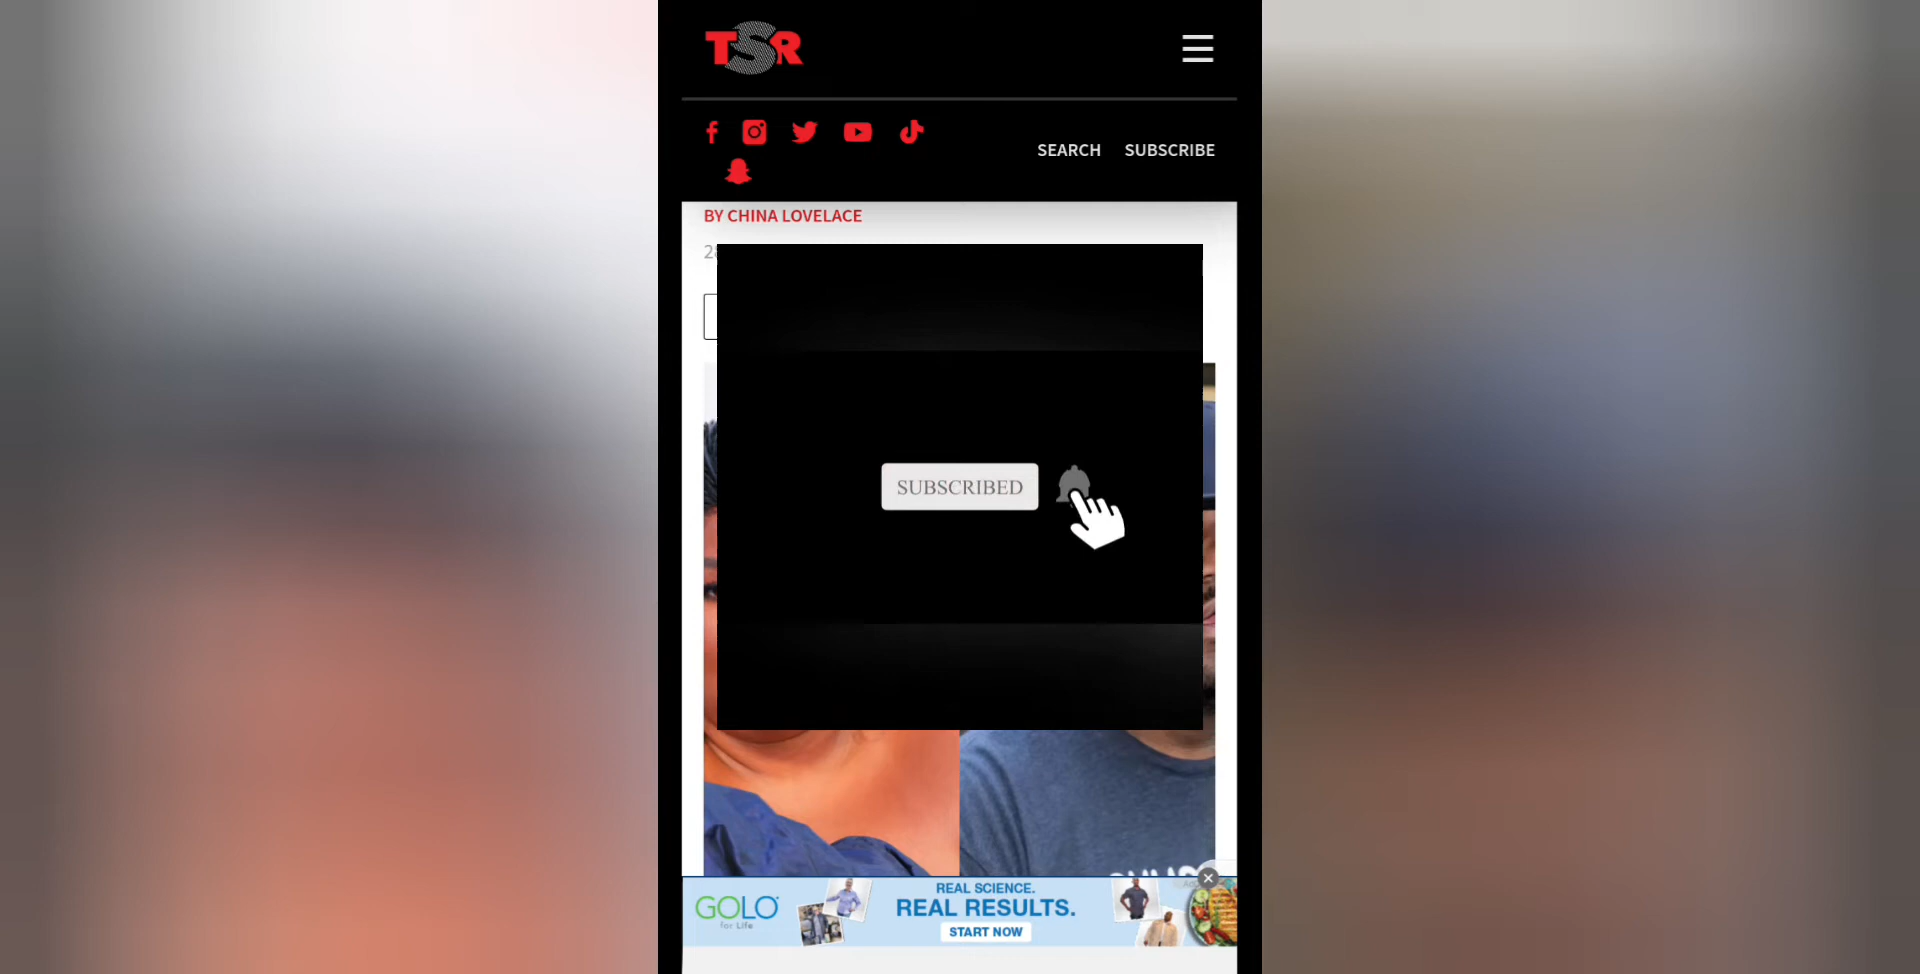 TSR
SEARCH SUBSCRIBE
BY CHINA LOVELACE
SUBSCRIBED
GOLO
for Life
REAL SCIENCE.
REAL RESULTS.
START NOW